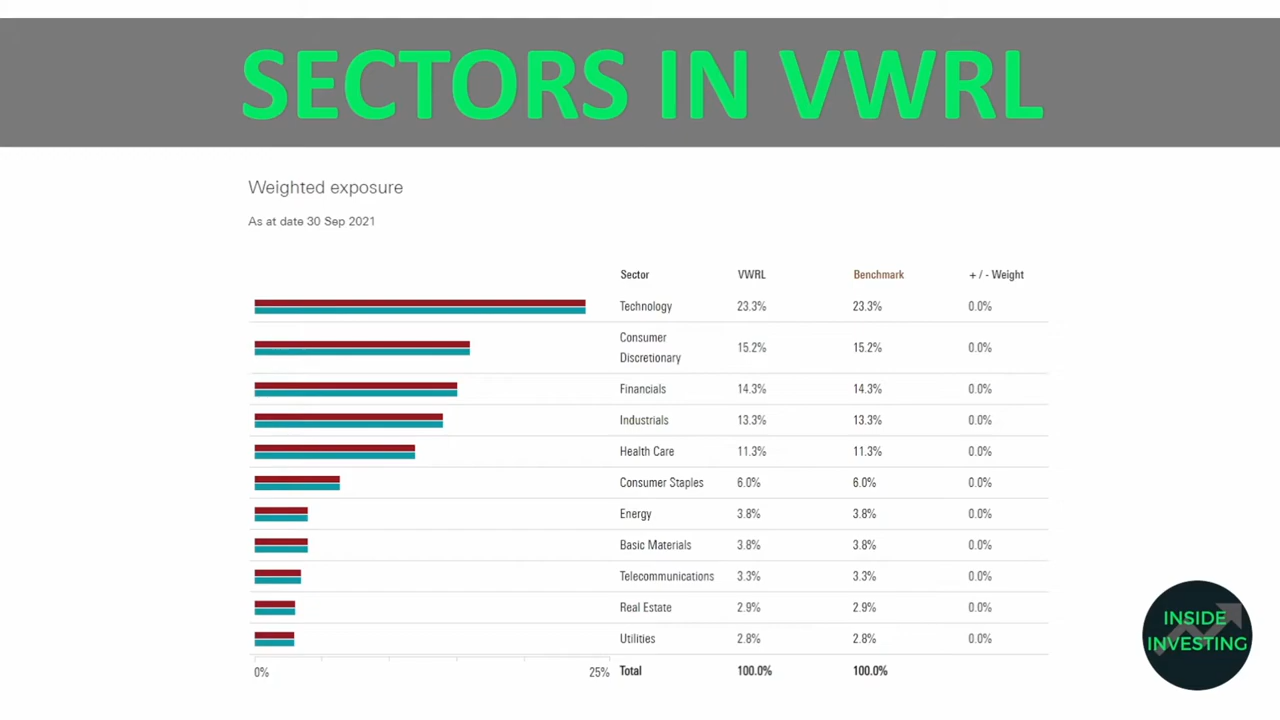 SECTORS IN VWRL
Weighted exposure
As at date 30 Sep 2021
Sector VWRL Benchmark + / - Weight
Technology 23.3% 23.3% 0.0%
Consumer
Discretionary 15.2% 15.2% 0.0%
Financials 14.3% 14.3% 0.0%
Industrials 13.3% 13.3% 0.0%
Health Care 11.3% 11.3% 0.0%
Consumer Staples 6.0% 6.0% 0.0%
Energy 3.8% 3.8% 0.0%
Basic Materials 3.8% 3.8% 0.0%
Telecommunications 3.3% 3.3% 0.0%
Real Estate 2.9% 2.9% 0.0%
Utilities 2.8% 2.8% 0.0%
0% 25% Total 100.0% 100.0%
INSIDE
INVESTING